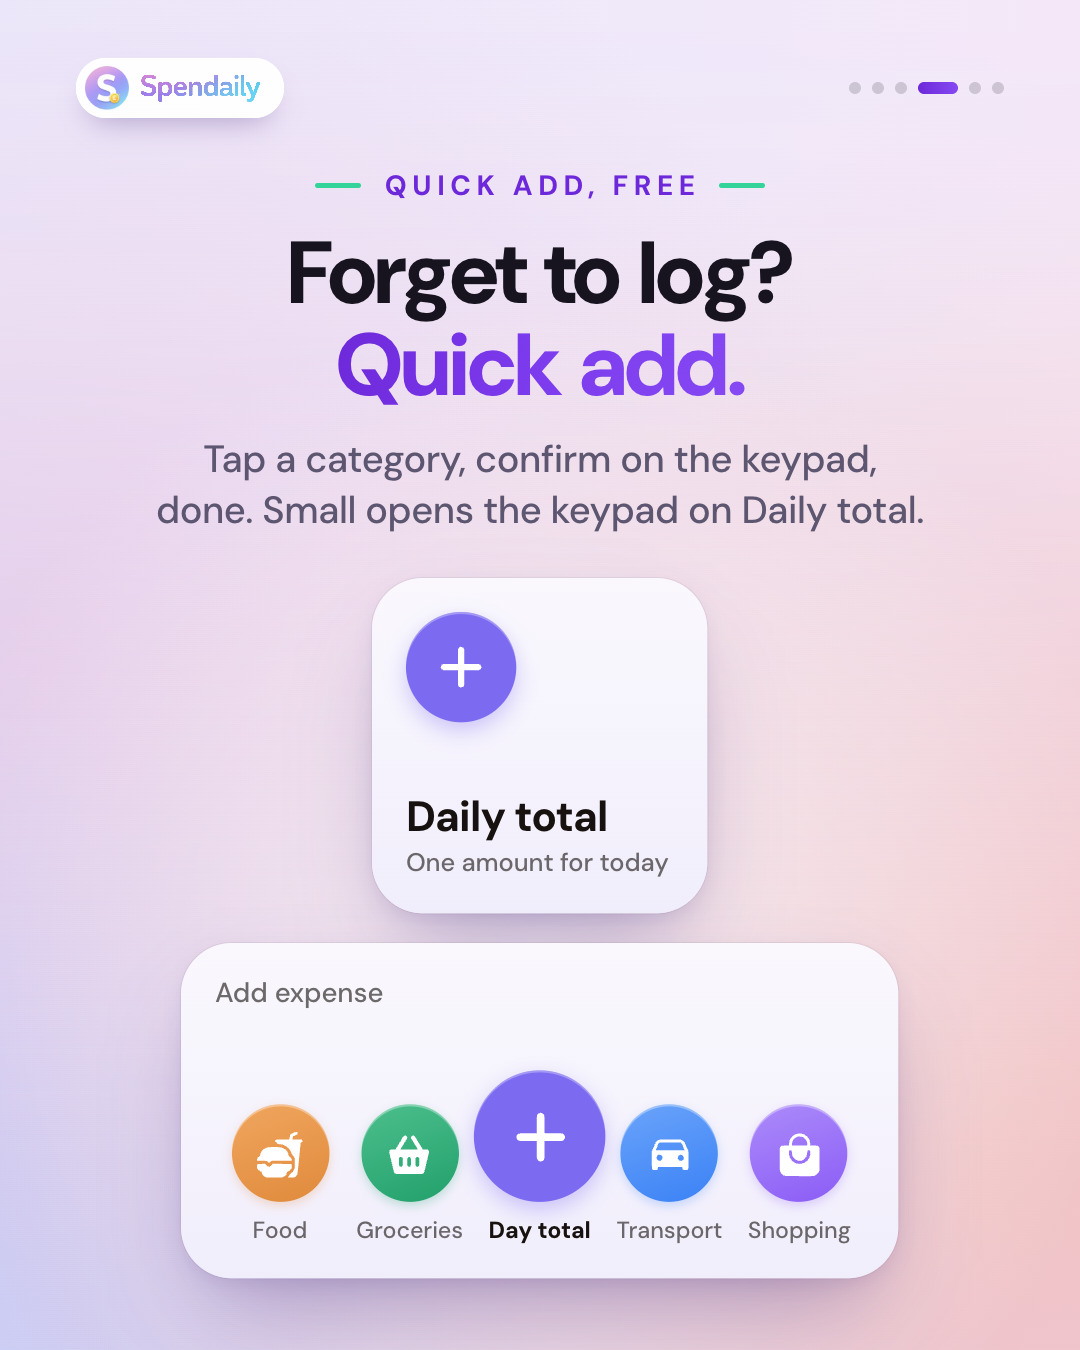 Spendaily
QUICK ADD, FREE
Forget to log?
Quick add.
Tap a category, confirm on the keypad,
done. Small opens the keypad on Daily total.
Daily total
One amount for today
Add expense
Food Groceries Day total Transport Shopping